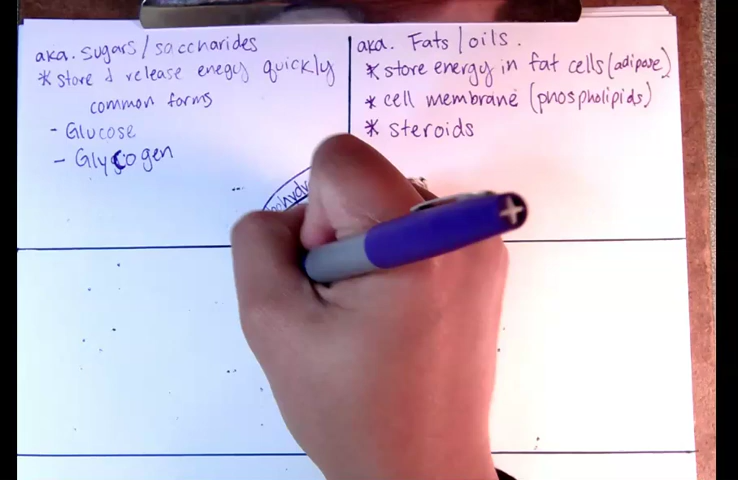 aka. sugars/saccharides
* store & release enegy quickly
common forms
- Glucose
- Glycogen
aka. Fats/oils.
* store energy in fat cells (adipose)
* cell membrane (phospholipids)
* steroids